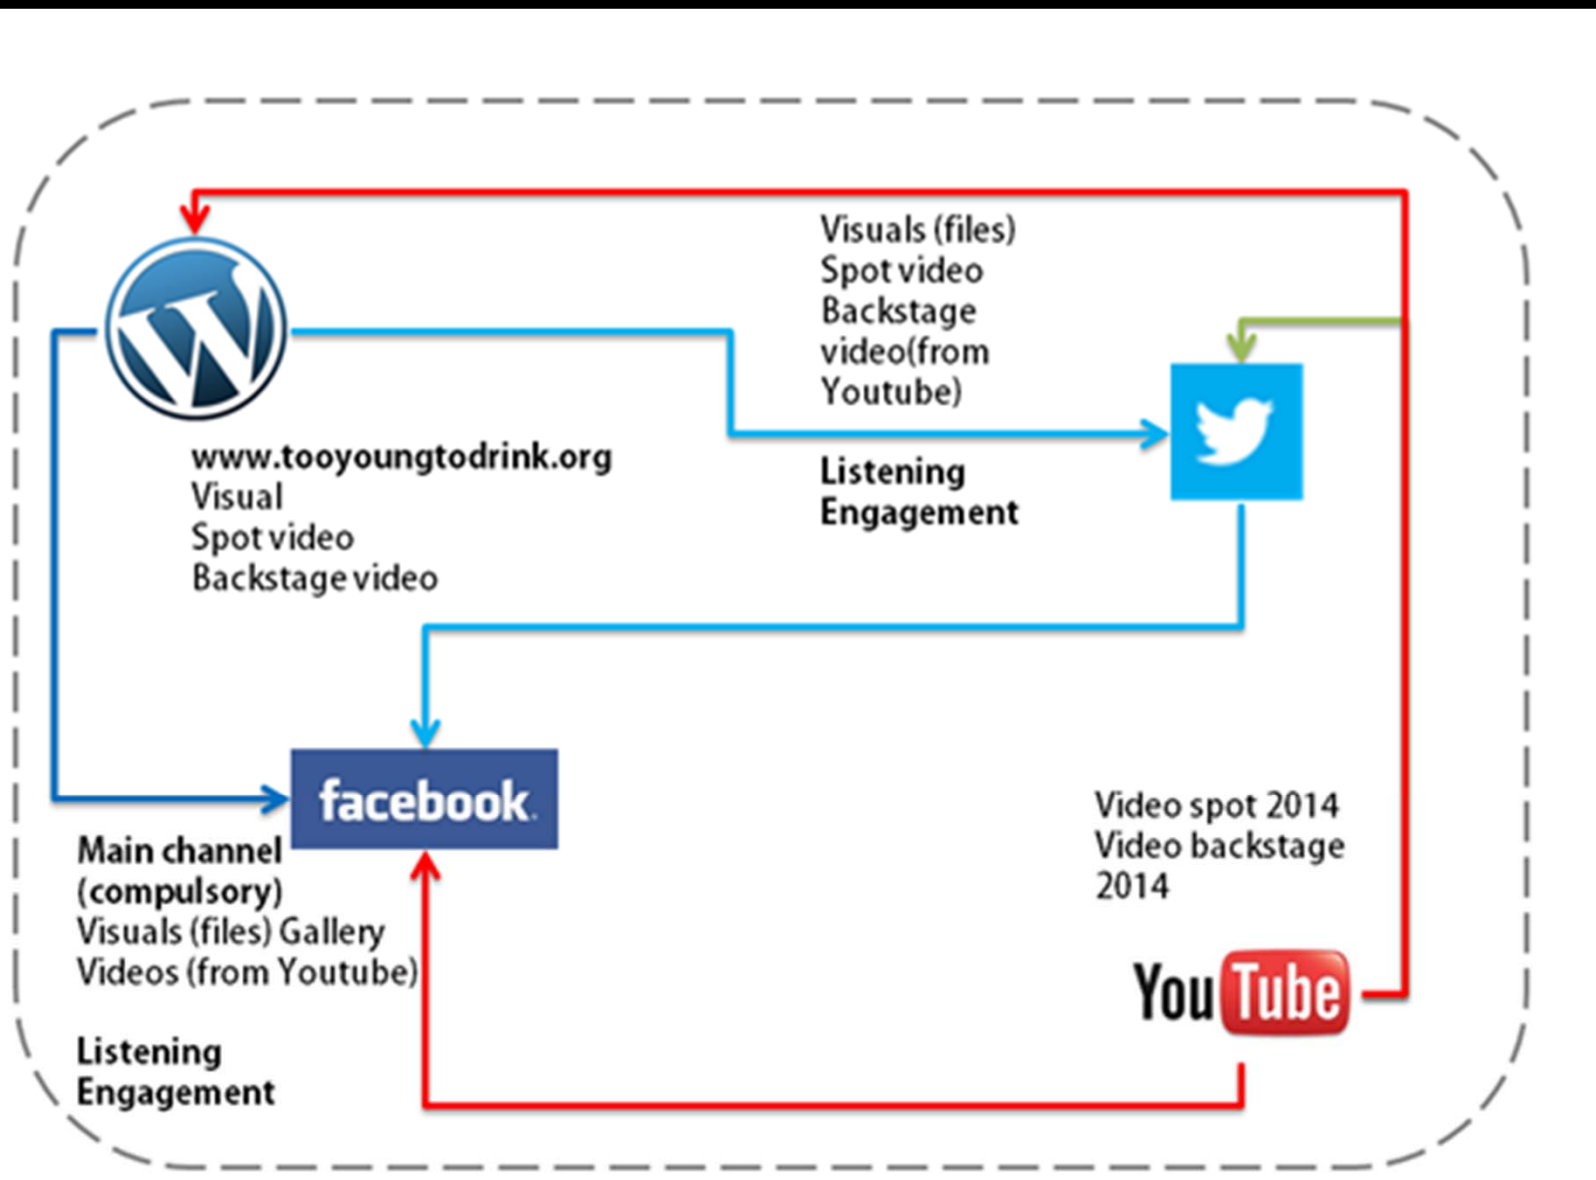 Visuals (files)
Spot video
Backstage
video(from
Youtube)
www.tooyoungtodrink.org
Visual
Spot video
Backstage video
Listening
Engagement
facebook.
Main channel
(compulsory)
Visuals (files) Gallery
Videos (from Youtube)
Listening
Engagement
Video spot 2014
Video backstage
2014
YouTube